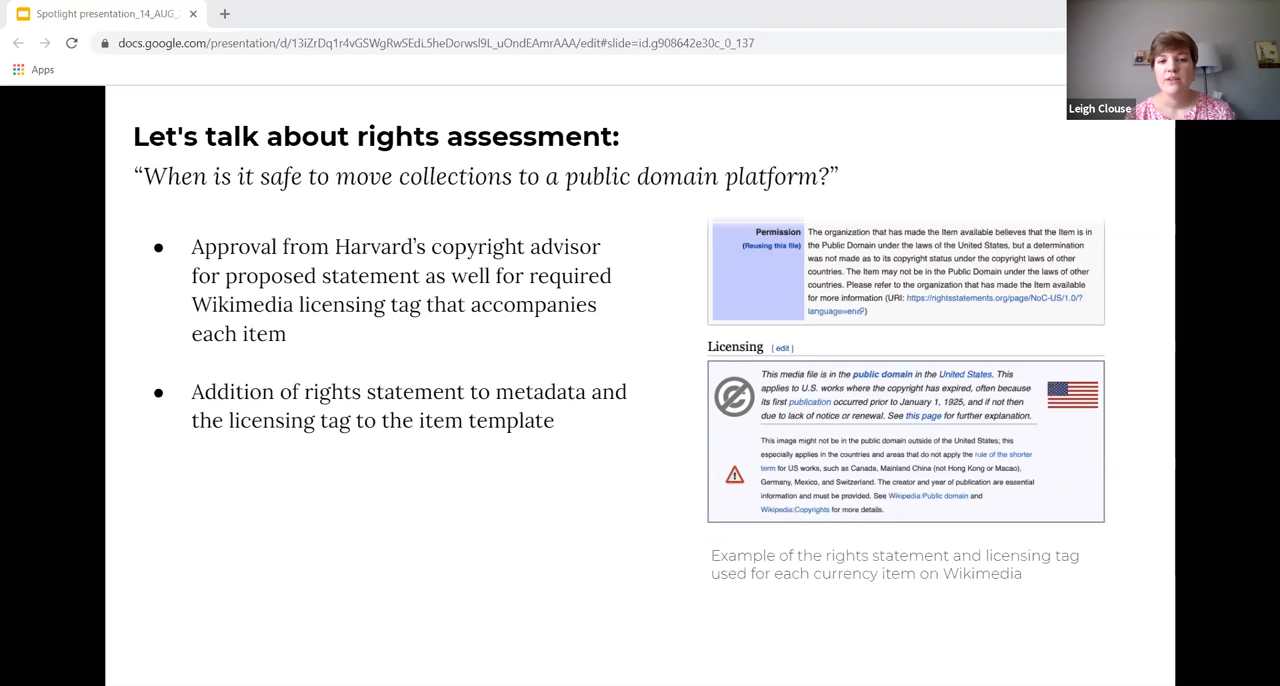 Spotlight presentation_14_AUG_
docs.google.com/presentation/d/13iZrDq1r4vGSWgRwSEdL5heDorwsl9L_uOndEAmrAAA/edit#slide=id.g908642e30c_0_137
Apps
Leigh Clouse
Let's talk about rights assessment:
“When is it safe to move collections to a public domain platform?”
● Approval from Harvard’s copyright advisor
for proposed statement as well for required
Wikimedia licensing tag that accompanies
each item
● Addition of rights statement to metadata and
the licensing tag to the item template
Permission
(Reusing this file)
The organization that has made the Item available believes that the Item is in
the Public Domain under the laws of the United States, but a determination
was not made as to its copyright status under the copyright laws of other
countries. The Item may not be in the Public Domain under the laws of other
countries. Please refer to the organization that has made the Item available
for more information (URI: https://rightsstatements.org/page/NoC-US/1.0/?
language=en)
Licensing [ edit ]
This media file is in the public domain in the United States. This
applies to U.S. works where the copyright has expired, often because
its first publication occurred prior to January 1, 1925, and if not then
due to lack of notice or renewal. See this page for further explanation.
This image might not be in the public domain outside of the United States; this
especially applies in the countries and areas that do not apply the rule of the shorter
term for US works, such as Canada, Mainland China (not Hong Kong or Macao),
Germany, Mexico, and Switzerland. The creator and year of publication are essential
information and must be provided. See Wikipedia:Public domain and
Wikipedia:Copyrights for more details.
Example of the rights statement and licensing tag
used for each currency item on Wikimedia